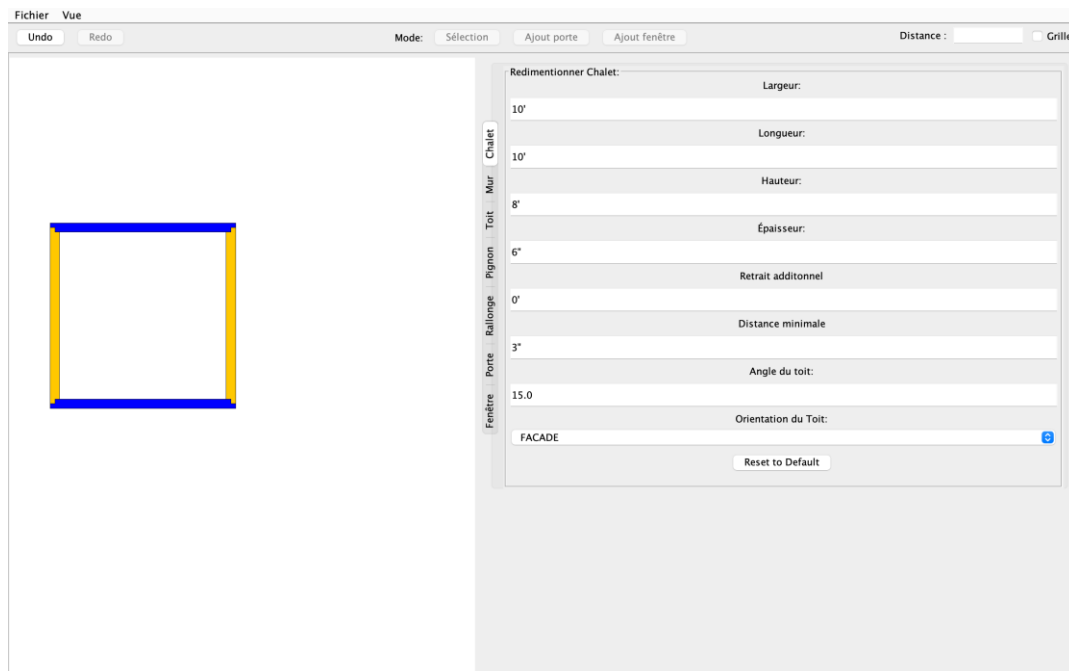 Fichier Vue
Undo Redo Mode: Sélection Ajout porte Ajout fenêtre Distance : Grille
Redimentionner Chalet:
Largeur:
10'
Longueur:
10'
Hauteur:
8'
Épaisseur:
6"
Retrait additonnel
0'
Distance minimale
3"
Angle du toit:
15.0
Orientation du Toit:
FACADE
Reset to Default
Chalet
Mur
Toit
Pignon
Rallonge
Porte
Fenêtre